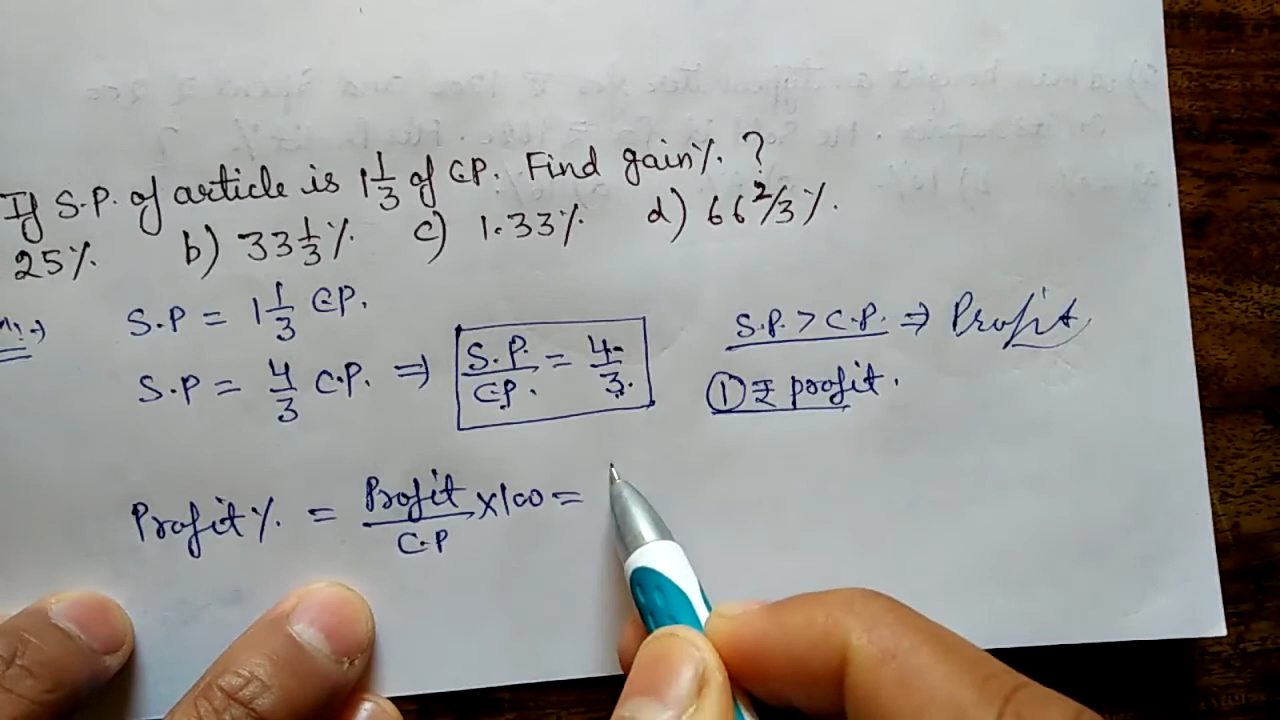 If S.P. of article is 1 1/3 of C.P. Find gain%. ?
25%. b) 33 1/3 %. c) 1.33%. d) 66 2/3 %.
S.P = 1 1/3 C.P.
S.P > C.P. ⇒ Profit
S.P = 4/3 C.P. ⇒ S.P./C.P. = 4/3.
① ₹ profit.
Profit%. = Profit/C.P × 100 =